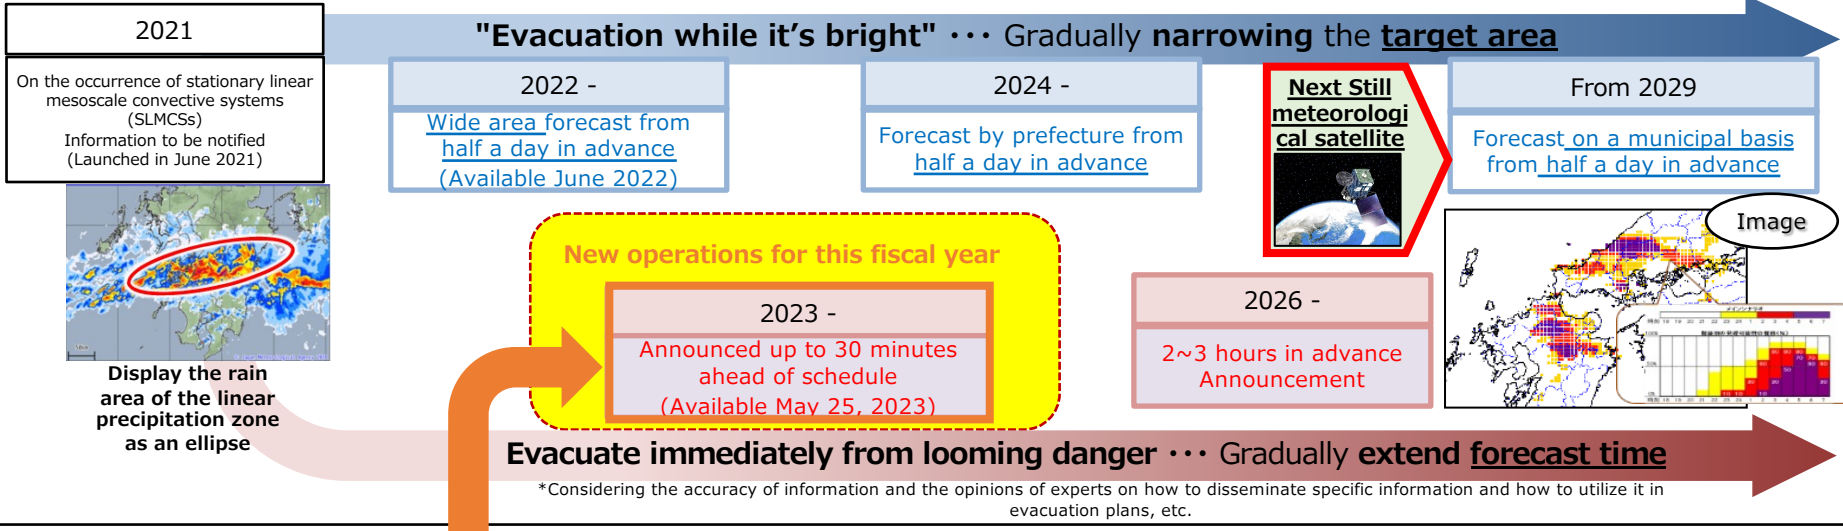 2021
On the occurrence of stationary linear
mesoscale convective systems
(SLMCSs)
Information to be notified
(Launched in June 2021)
Display the rain
area of the linear
precipitation zone
as an ellipse
"Evacuation while it's bright" ･･･ Gradually narrowing the target area
2022 -
Wide area forecast from
half a day in advance
(Available June 2022)
2024 -
Forecast by prefecture from
half a day in advance
Next Still
meteorologi
cal satellite
From 2029
Forecast on a municipal basis
from half a day in advance
Image
New operations for this fiscal year
2023 -
Announced up to 30 minutes
ahead of schedule
(Available May 25, 2023)
2026 -
2~3 hours in advance
Announcement
メインシナリオ
Evacuate immediately from looming danger ･･･ Gradually extend forecast time
*Considering the accuracy of information and the opinions of experts on how to disseminate specific information and how to utilize it in
evacuation plans, etc.